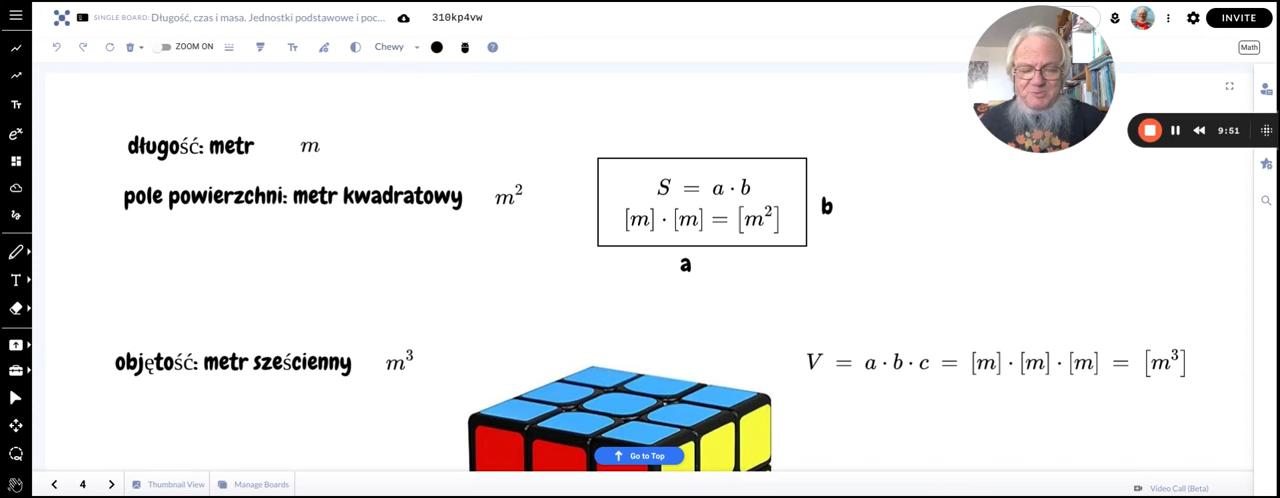 SINGLE BOARD: Długość, czas i masa. Jednostki podstawowe i poc...
310kp4vw
INVITE
ZOOM ON
Tт
Chewy
Math
9:51
długość: metr m
pole powierzchni: metr kwadratowy m²
S = a · b
[m] · [m] = [m²]
b
a
objętość: metr sześcienny m³
V = a · b · c = [m] · [m] · [m] = [m³]
Go to Top
4
Thumbnail View
Manage Boards
Video Call (Beta)